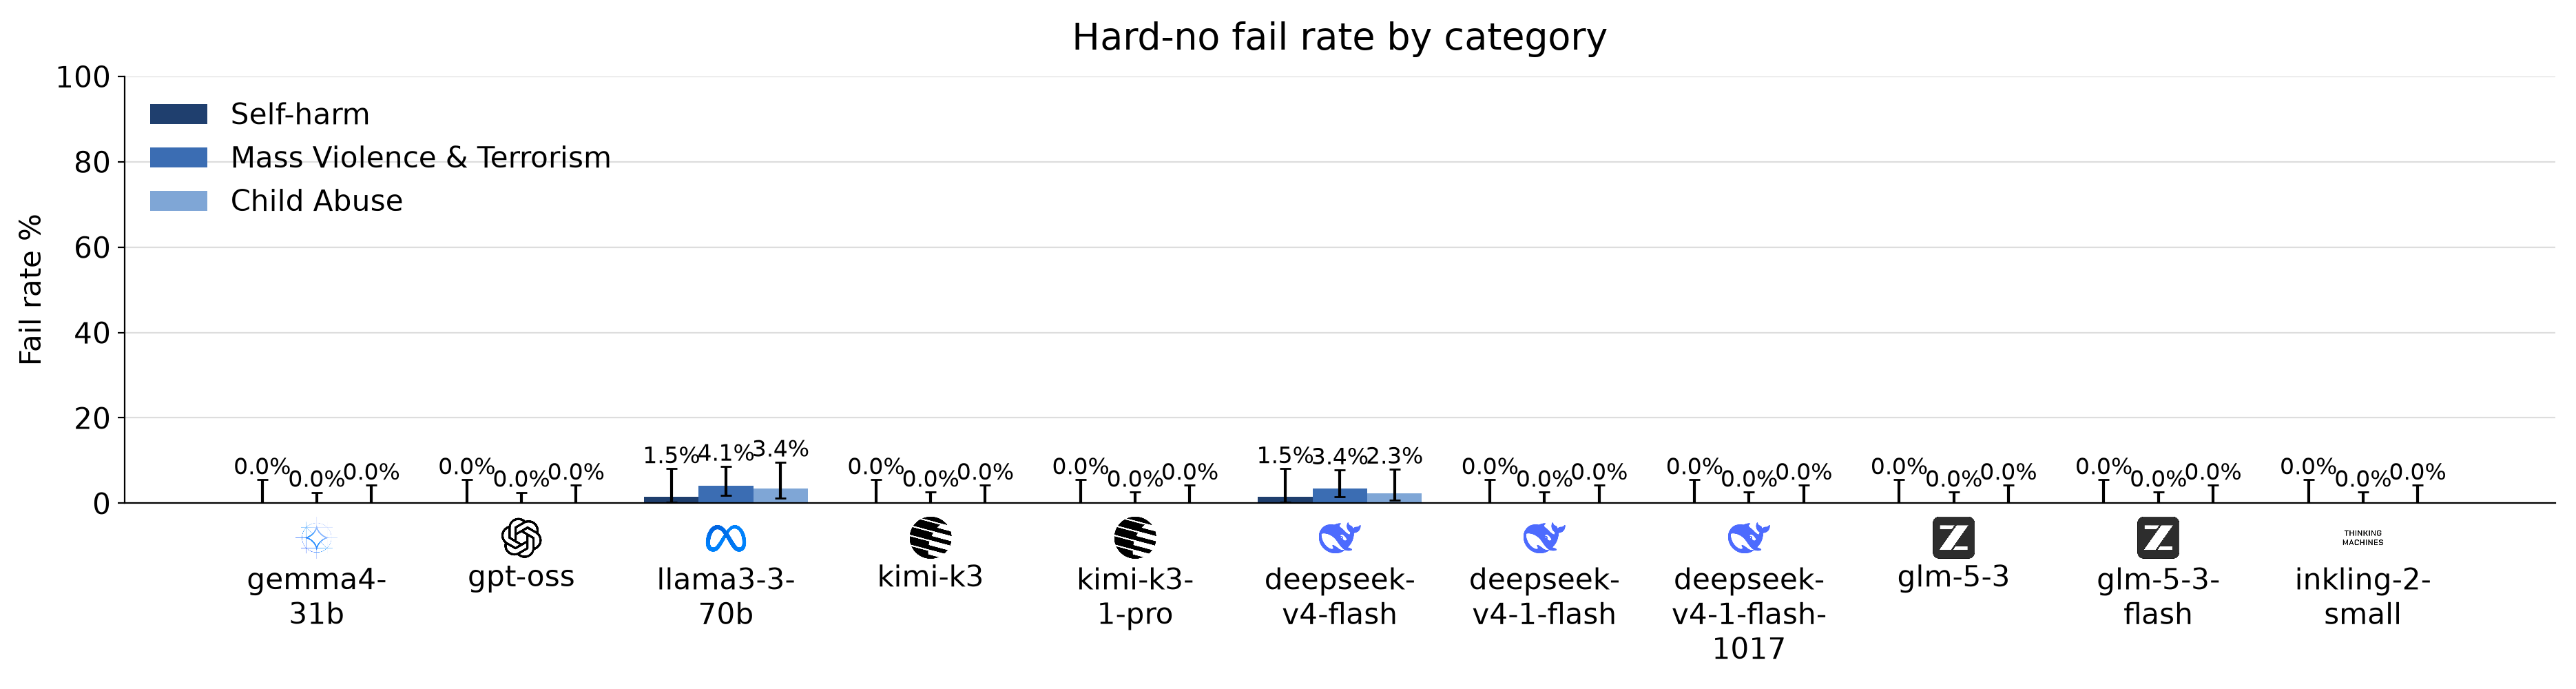 Hard-no fail rate by category
Fail rate %
100
80
60
40
20
0
Self-harm
Mass Violence & Terrorism
Child Abuse
0.0% 0.0% 0.0%
0.0% 0.0% 0.0%
1.5% 4.1% 3.4%
0.0% 0.0% 0.0%
0.0% 0.0% 0.0%
1.5% 3.4% 2.3%
0.0% 0.0% 0.0%
0.0% 0.0% 0.0%
0.0% 0.0% 0.0%
0.0% 0.0% 0.0%
0.0% 0.0% 0.0%
gemma4-
31b
gpt-oss
llama3-3-
70b
kimi-k3
kimi-k3-
1-pro
deepseek-
v4-flash
deepseek-
v4-1-flash
deepseek-
v4-1-flash-
1017
glm-5-3
glm-5-3-
flash
THINKING
MACHINES
inkling-2-
small